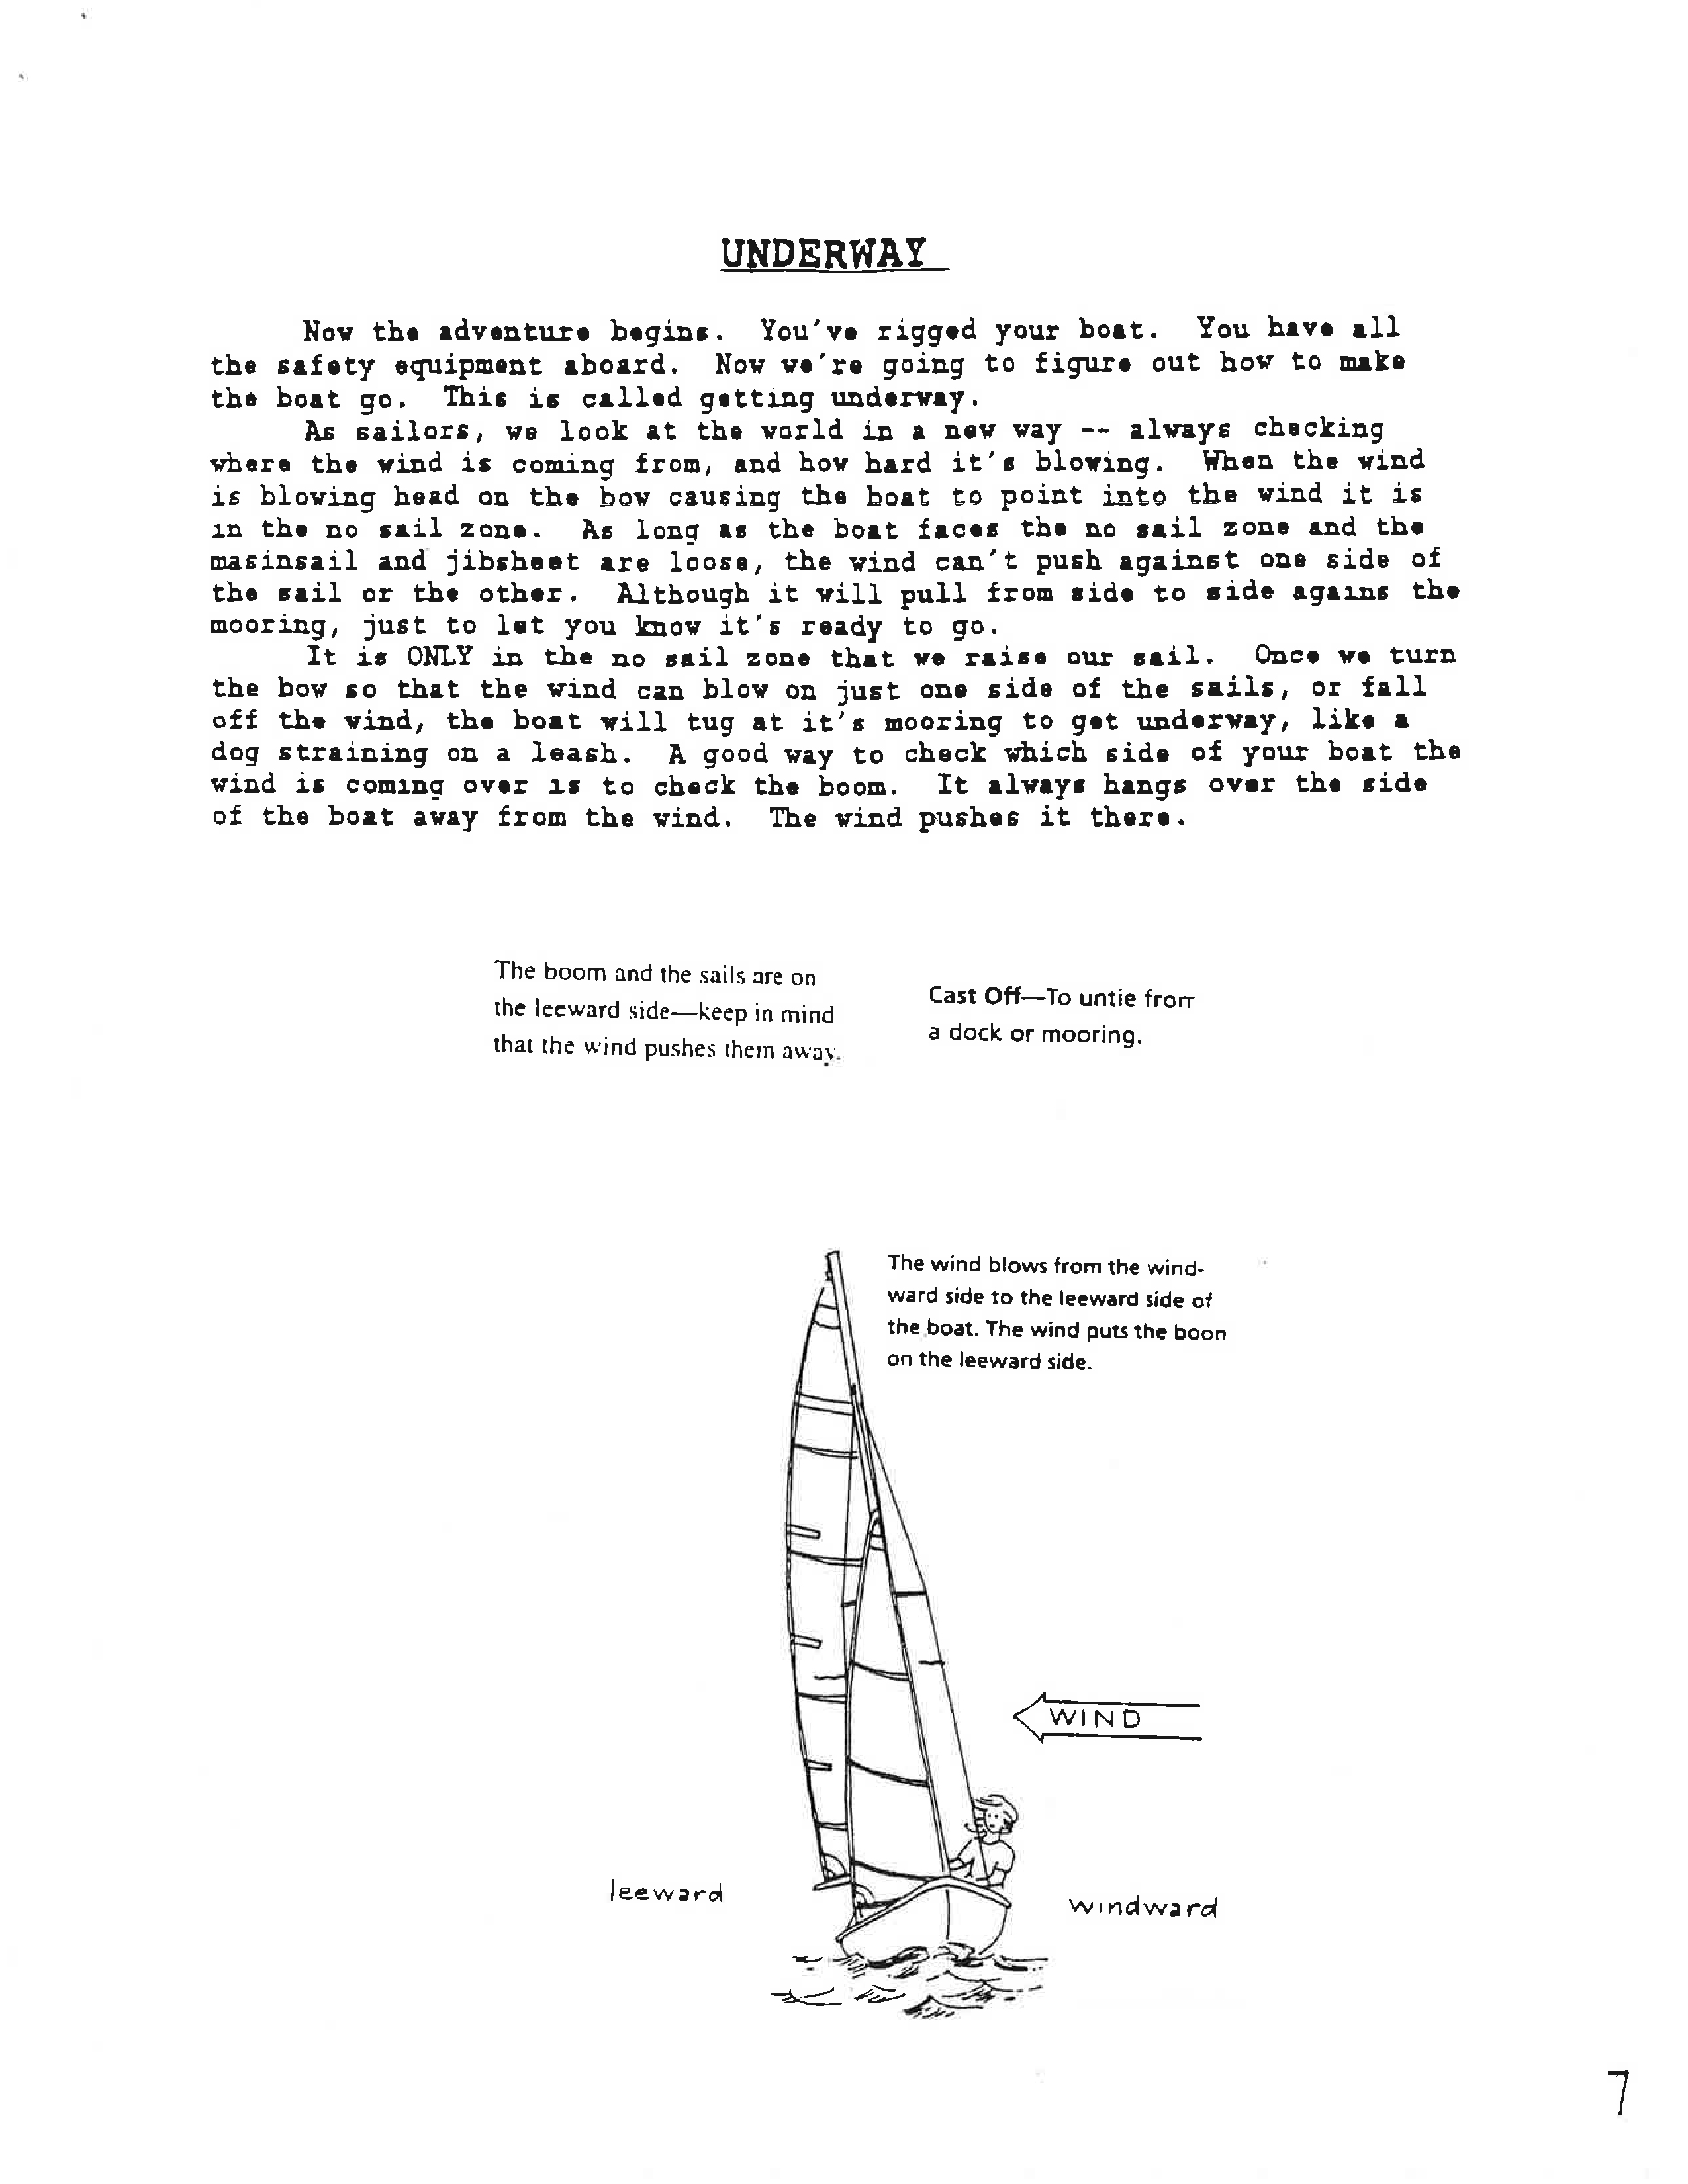 UNDERWAY
Now the adventure begins. You've rigged your boat. You have all
the safety equipment aboard. Now we're going to figure out how to make
the boat go. This is called getting underway.
As sailors, we look at the world in a new way -- always checking
where the wind is coming from, and how hard it's blowing. When the wind
is blowing head on the bow causing the boat to point into the wind it is
in the no sail zone. As long as the boat faces the no sail zone and the
masinsail and jibsheet are loose, the wind can't push against one side of
the sail or the other. Although it will pull from side to side agains the
mooring, just to let you know it's ready to go.
It is ONLY in the no sail zone that we raise our sail. Once we turn
the bow so that the wind can blow on just one side of the sails, or fall
off the wind, the boat will tug at it's mooring to get underway, like a
dog straining on a leash. A good way to check which side of your boat the
wind is coming over is to check the boom. It always hangs over the side
of the boat away from the wind. The wind pushes it there.
The boom and the sails are on
the leeward side—keep in mind
that the wind pushes them away.
Cast Off—To untie from
a dock or mooring.
The wind blows from the wind-
ward side to the leeward side of
the boat. The wind puts the boon
on the leeward side.
WIND
leeward
windward
7